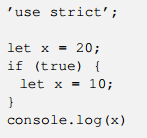 ’use strict’;

let x = 20;
if (true) {
  let x = 10;
}
console.log(x)